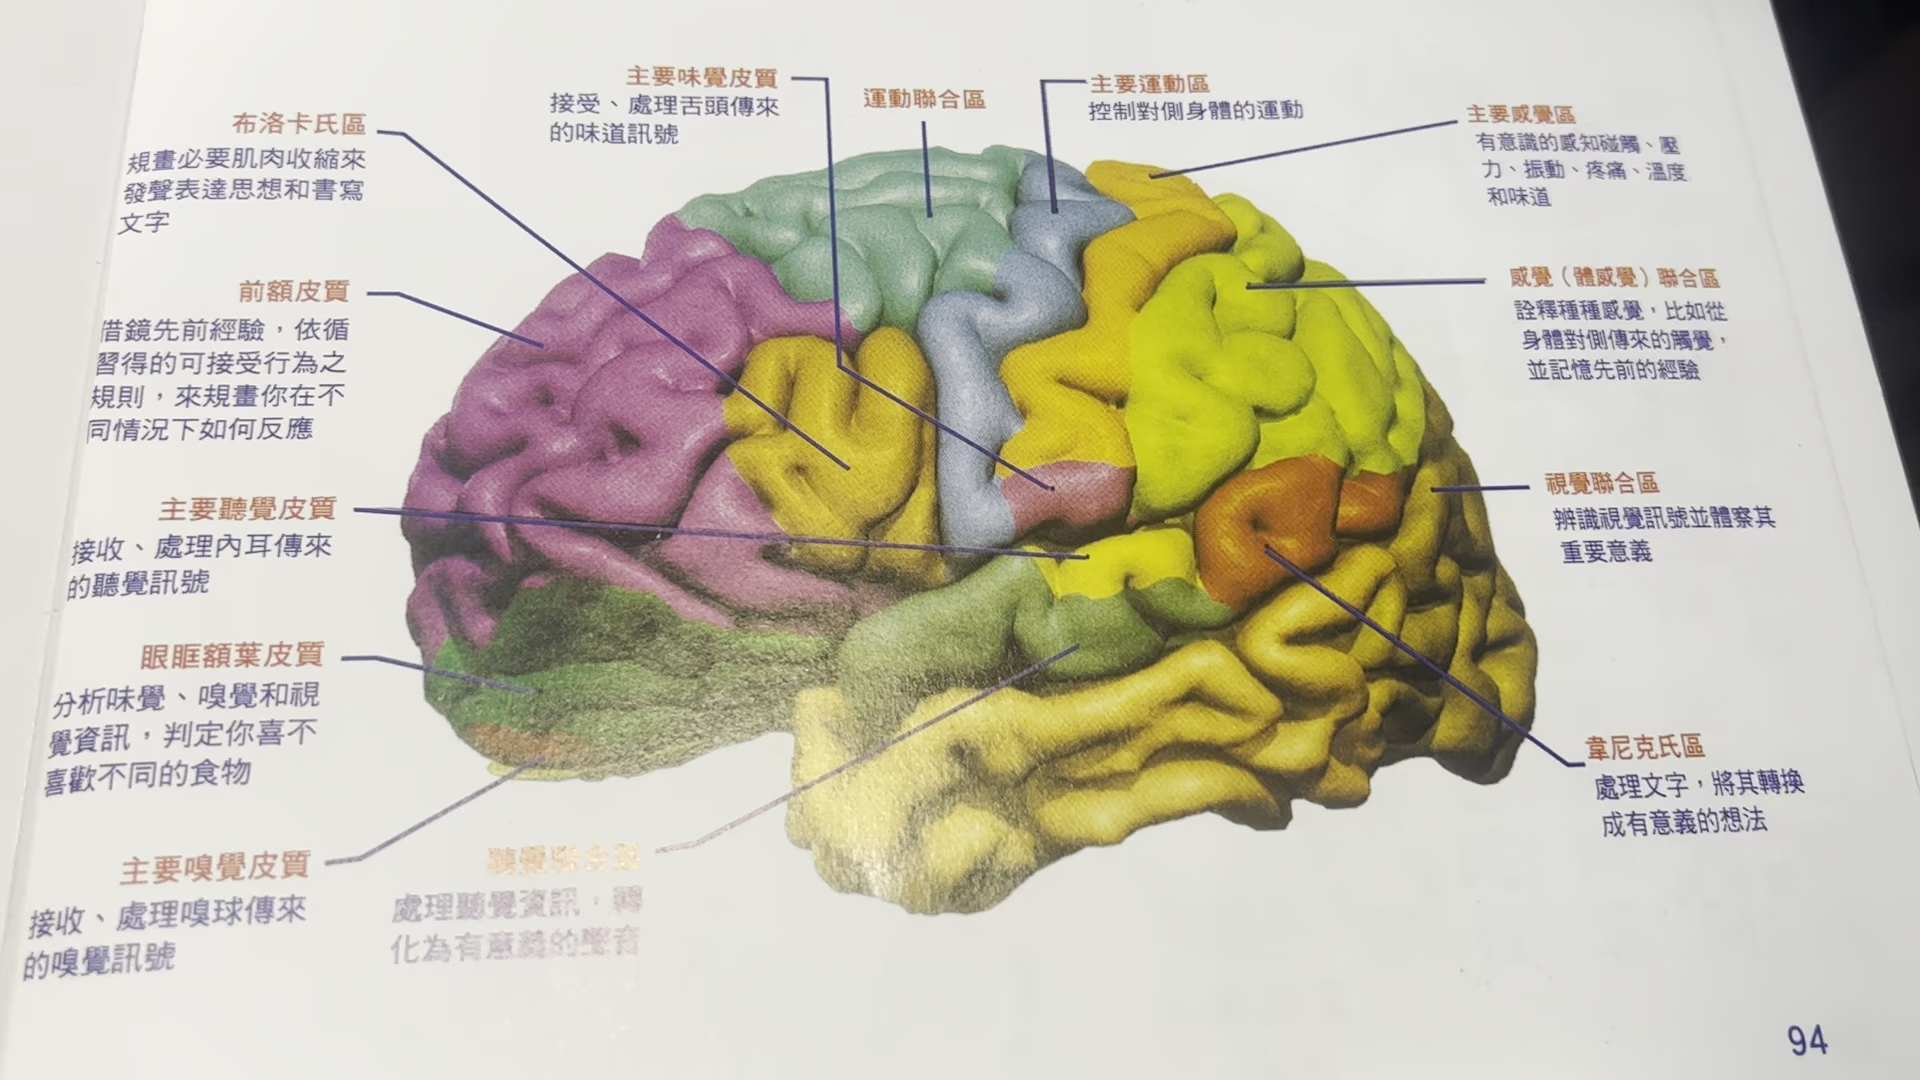 主要味覺皮質
接受、處理舌頭傳來
的味道訊號
運動聯合區
主要運動區
控制對側身體的運動
主要感覺區
有意識的感知碰觸、壓
力、振動、疼痛、溫度
和味道
布洛卡氏區
規畫必要肌肉收縮來
發聲表達思想和書寫
文字
前額皮質
借鏡先前經驗，依循
習得的可接受行為之
規則，來規畫你在不
同情況下如何反應
感覺（體感覺）聯合區
詮釋種種感覺，比如從
身體對側傳來的觸覺，
並記憶先前的經驗
主要聽覺皮質
接收、處理內耳傳來
的聽覺訊號
視覺聯合區
辨識視覺訊號並體察其
重要意義
眼眶額葉皮質
分析味覺、嗅覺和視
覺資訊，判定你喜不
喜歡不同的食物
韋尼克氏區
處理文字，將其轉換
成有意義的想法
主要嗅覺皮質
接收、處理嗅球傳來
的嗅覺訊號
聽覺聯合區
處理聽覺資訊，轉
化為有意義的聲音
94